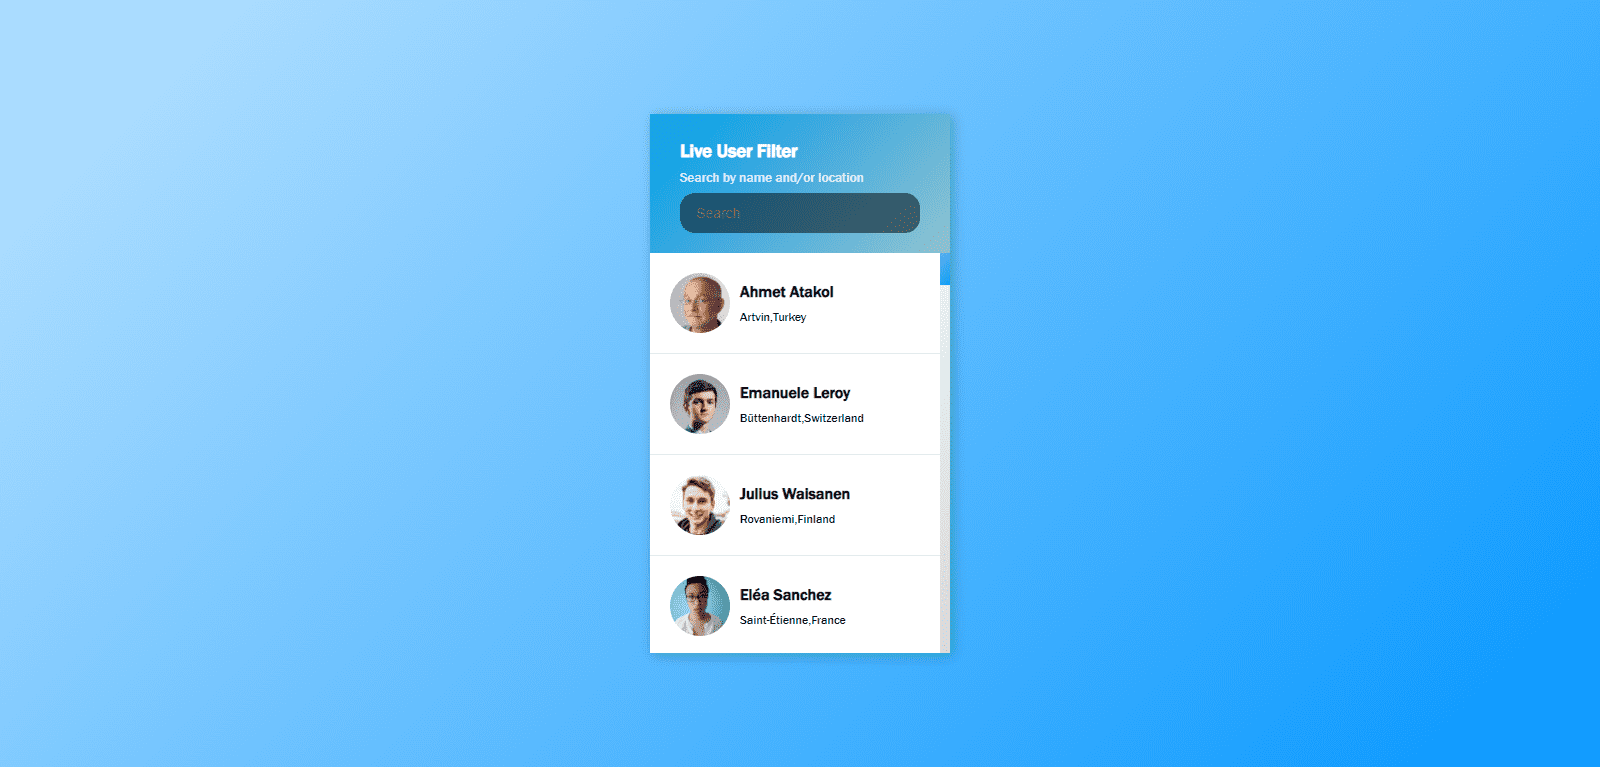 Live User Filter
Search by name and/or location
Search
Ahmet Atakol
Artvin,Turkey
Emanuele Leroy
Büttenhardt,Switzerland
Julius Waisanen
Rovaniemi,Finland
Eléa Sanchez
Saint-Étienne,France